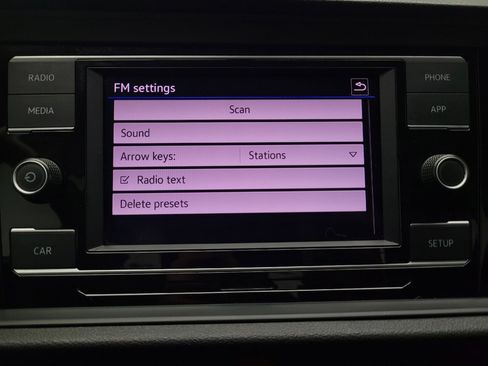 RADIO
MEDIA
CAR
FM settings
Scan
Sound
Arrow keys: Stations
Radio text
Delete presets
PHONE
APP
SETUP